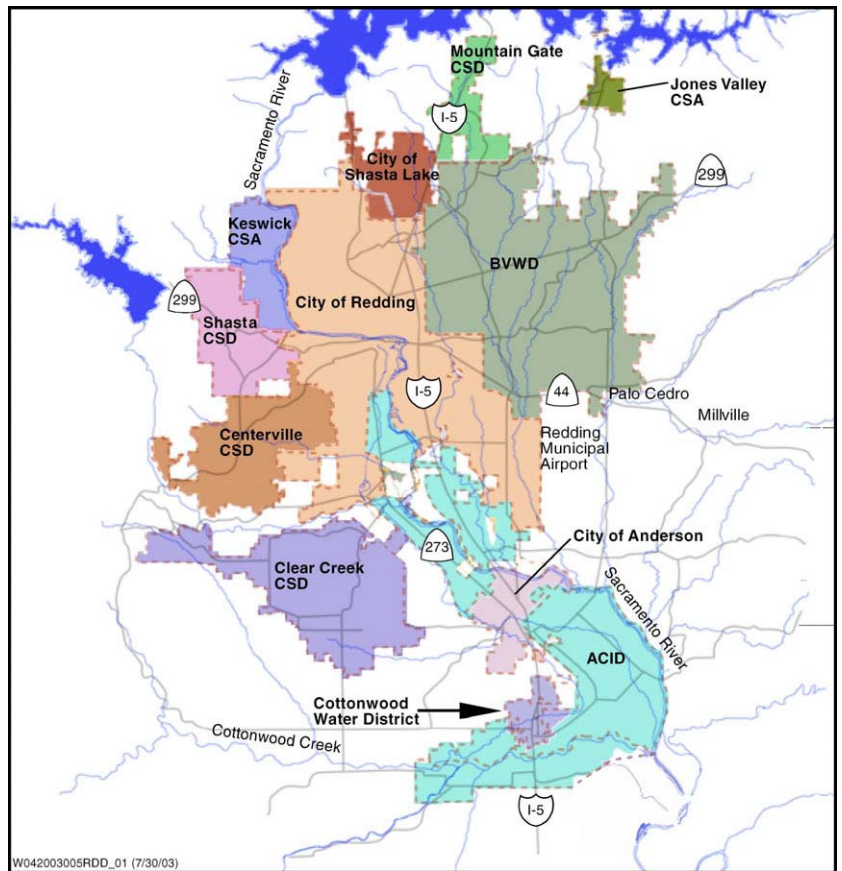 Mountain Gate
CSD
Jones Valley
CSA
Sacramento River
I-5
City of
Shasta Lake
299
Keswick
CSA
BVWD
City of Redding
299
Shasta
CSD
I-5
44
Palo Cedro
Millville
Centerville
CSD
Redding
Municipal
Airport
273
City of Anderson
Clear Creek
CSD
Sacramento River
ACID
Cottonwood
Water District
Cottonwood Creek
I-5
W042003005RDD_01 (7/30/03)